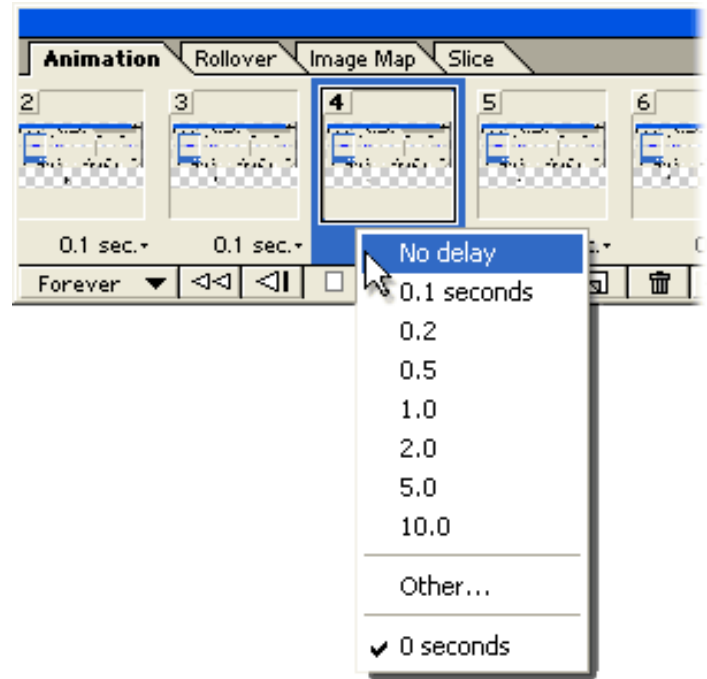 Animation Rollover Image Map Slice
2 3 4 5 6
0.1 sec. 0.1 sec.
Forever
No delay
0.1 seconds
0.2
0.5
1.0
2.0
5.0
10.0
Other...
0 seconds